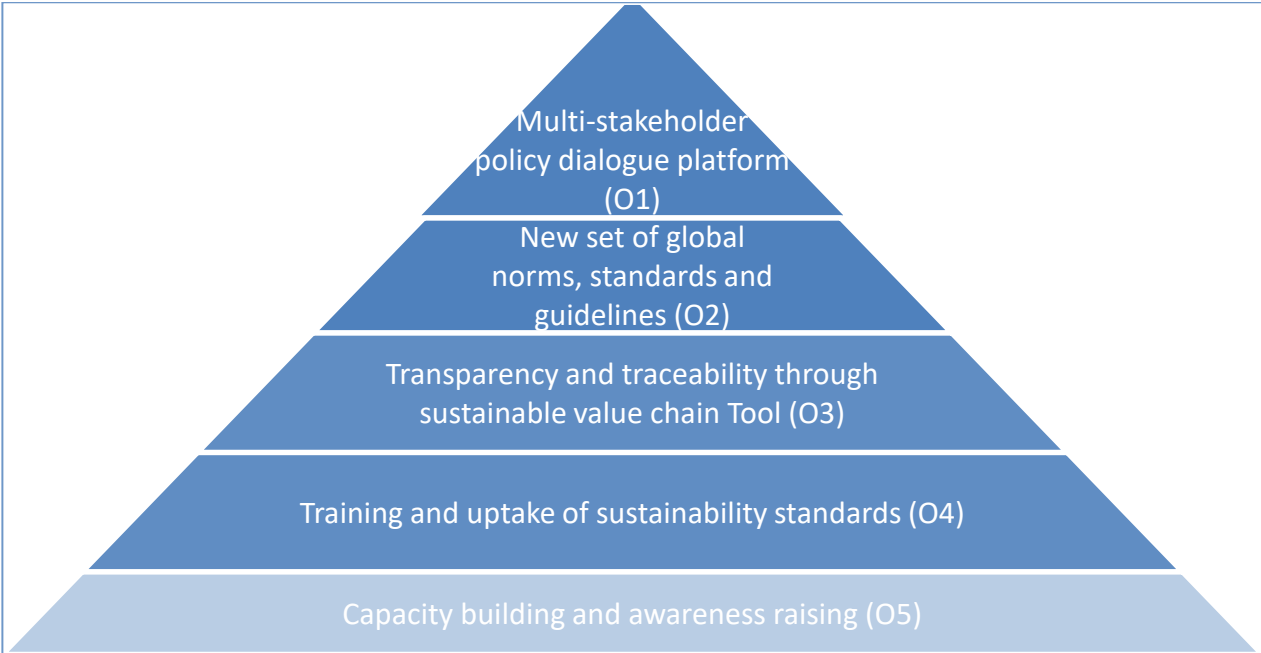 Multi-stakeholder
policy dialogue platform
(O1)
New set of global
norms, standards and
guidelines (O2)
Transparency and traceability through
sustainable value chain Tool (O3)
Training and uptake of sustainability standards (O4)
Capacity building and awareness raising (O5)